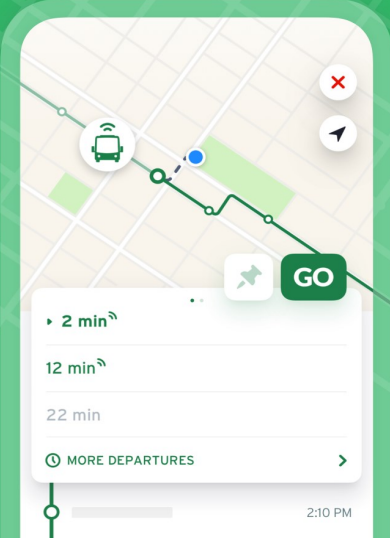 GO
2 min
12 min
22 min
MORE DEPARTURES
2:10 PM